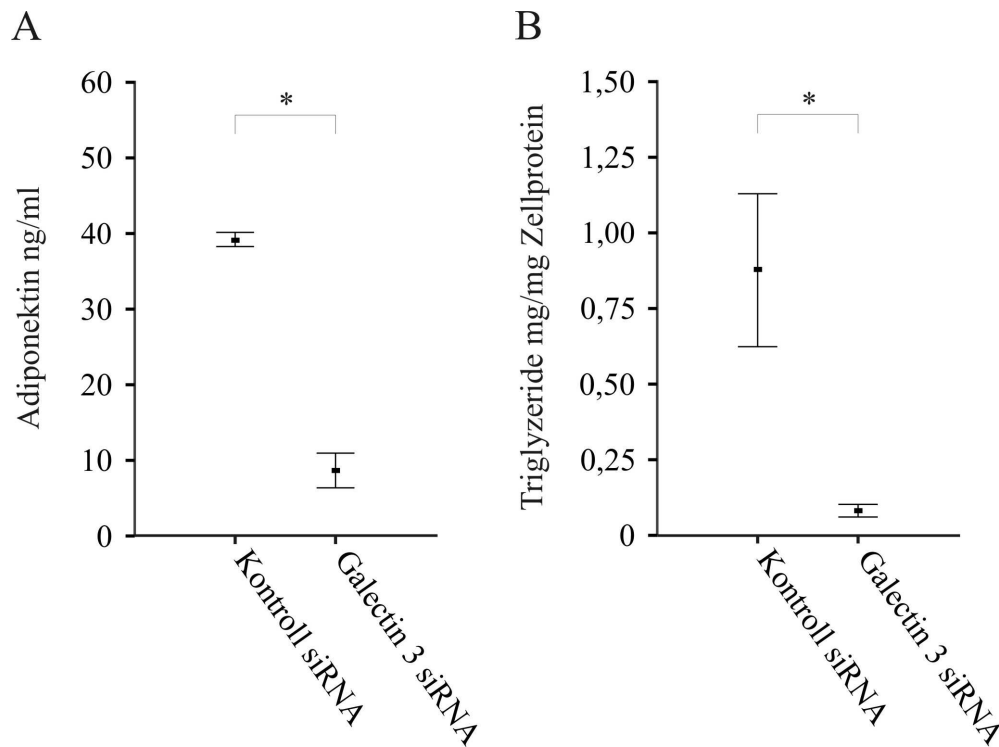 A
Adiponektin ng/ml
60
50
40
30
20
10
0
*
Kontroll siRNA
Galectin 3 siRNA
B
Triglyzeride mg/mg Zellprotein
1,50
1,25
1,00
0,75
0,50
0,25
0
*
Kontroll siRNA
Galectin 3 siRNA